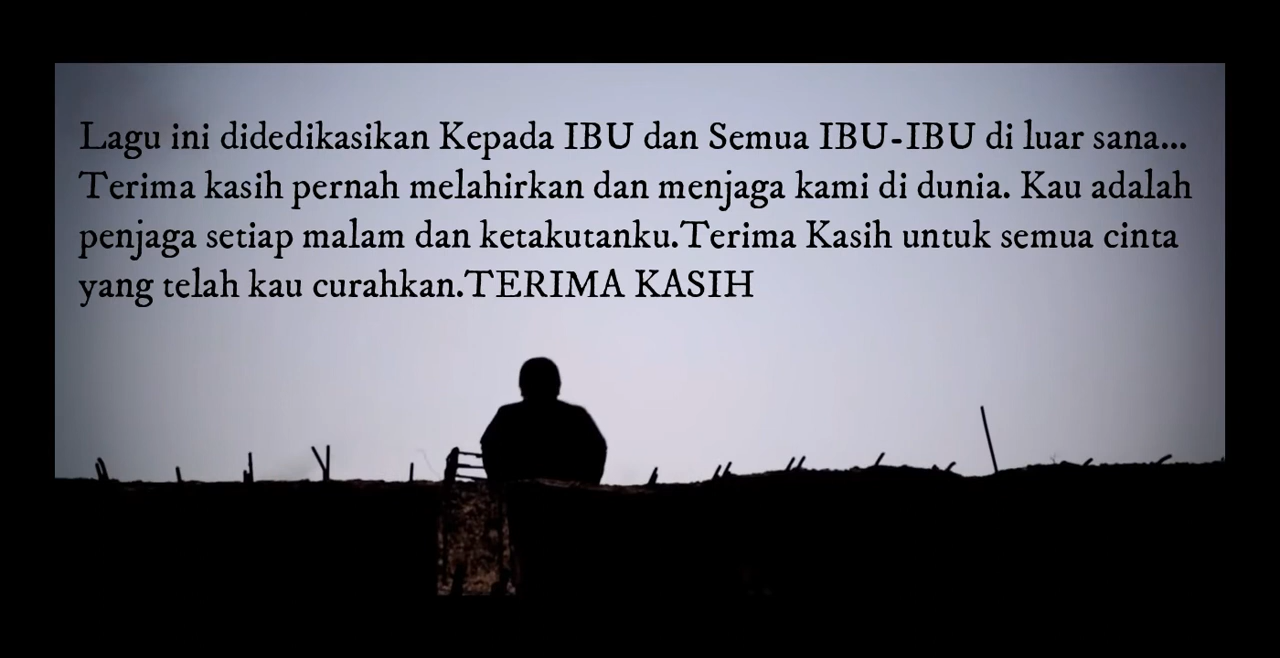 Lagu ini didedikasikan Kepada IBU dan Semua IBU-IBU di luar sana...
Terima kasih pernah melahirkan dan menjaga kami di dunia. Kau adalah
penjaga setiap malam dan ketakutanku.Terima Kasih untuk semua cinta
yang telah kau curahkan.TERIMA KASIH